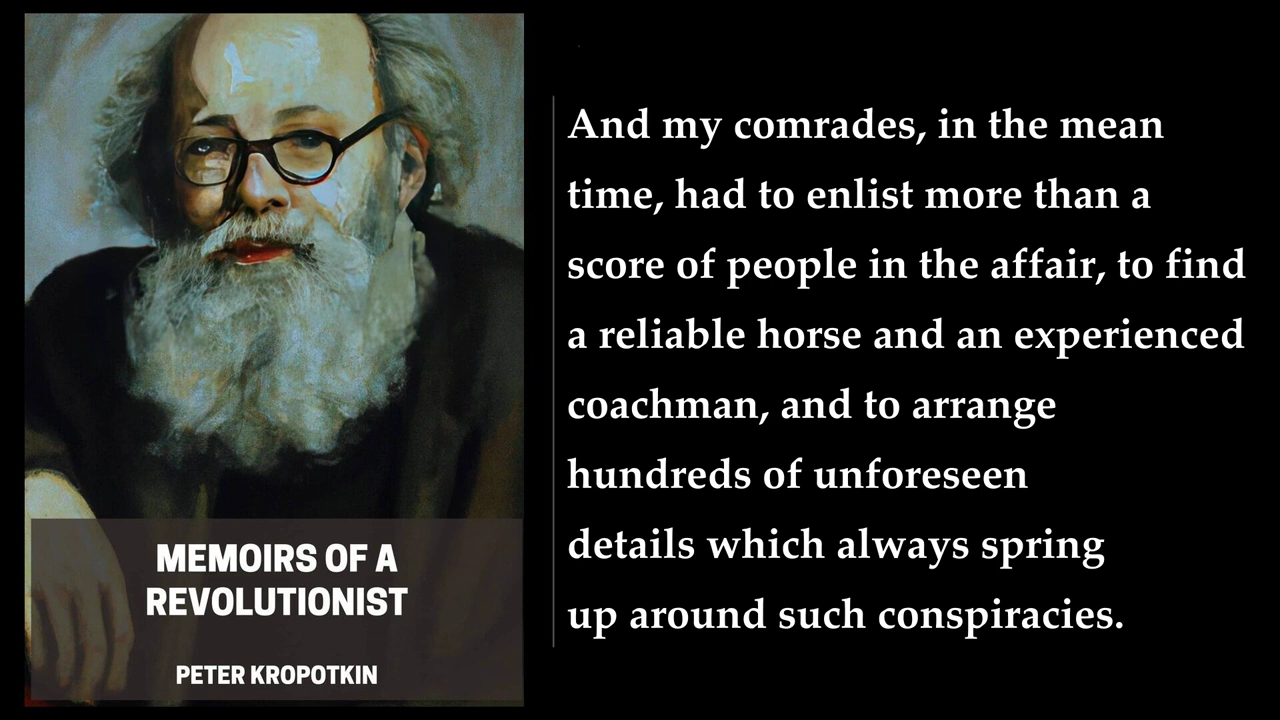 MEMOIRS OF A
REVOLUTIONIST
PETER KROPOTKIN
And my comrades, in the mean
time, had to enlist more than a
score of people in the affair, to find
a reliable horse and an experienced
coachman, and to arrange
hundreds of unforeseen
details which always spring
up around such conspiracies.